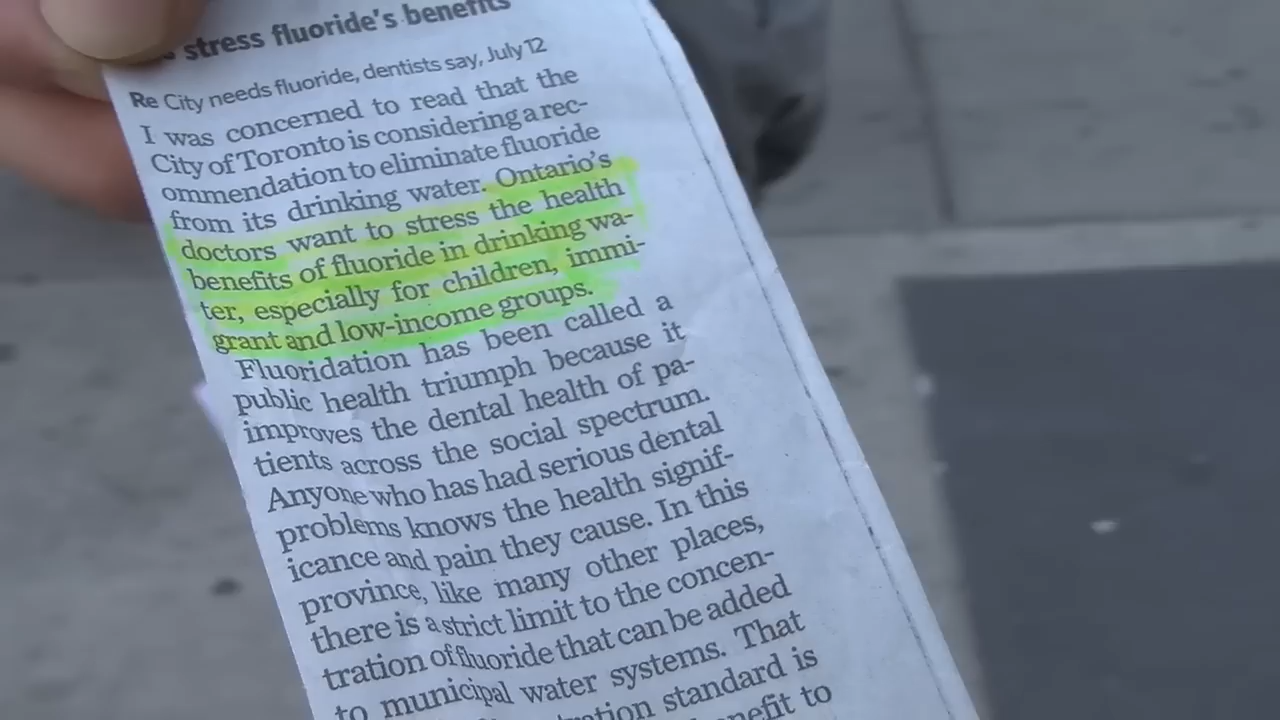 stress fluoride's benefits
Re City needs fluoride, dentists say, July 12
I was concerned to read that the
City of Toronto is considering a rec-
ommendation to eliminate fluoride
from its drinking water. Ontario's
doctors want to stress the health
benefits of fluoride in drinking wa-
ter, especially for children, immi-
grant and low-income groups.
Fluoridation has been called a
public health triumph because it
improves the dental health of pa-
tients across the social spectrum.
Anyone who has had serious dental
problems knows the health signif-
icance and pain they cause. In this
province, like many other places,
there is a strict limit to the concen-
tration of fluoride that can be added
to municipal water systems. That
standard is
to